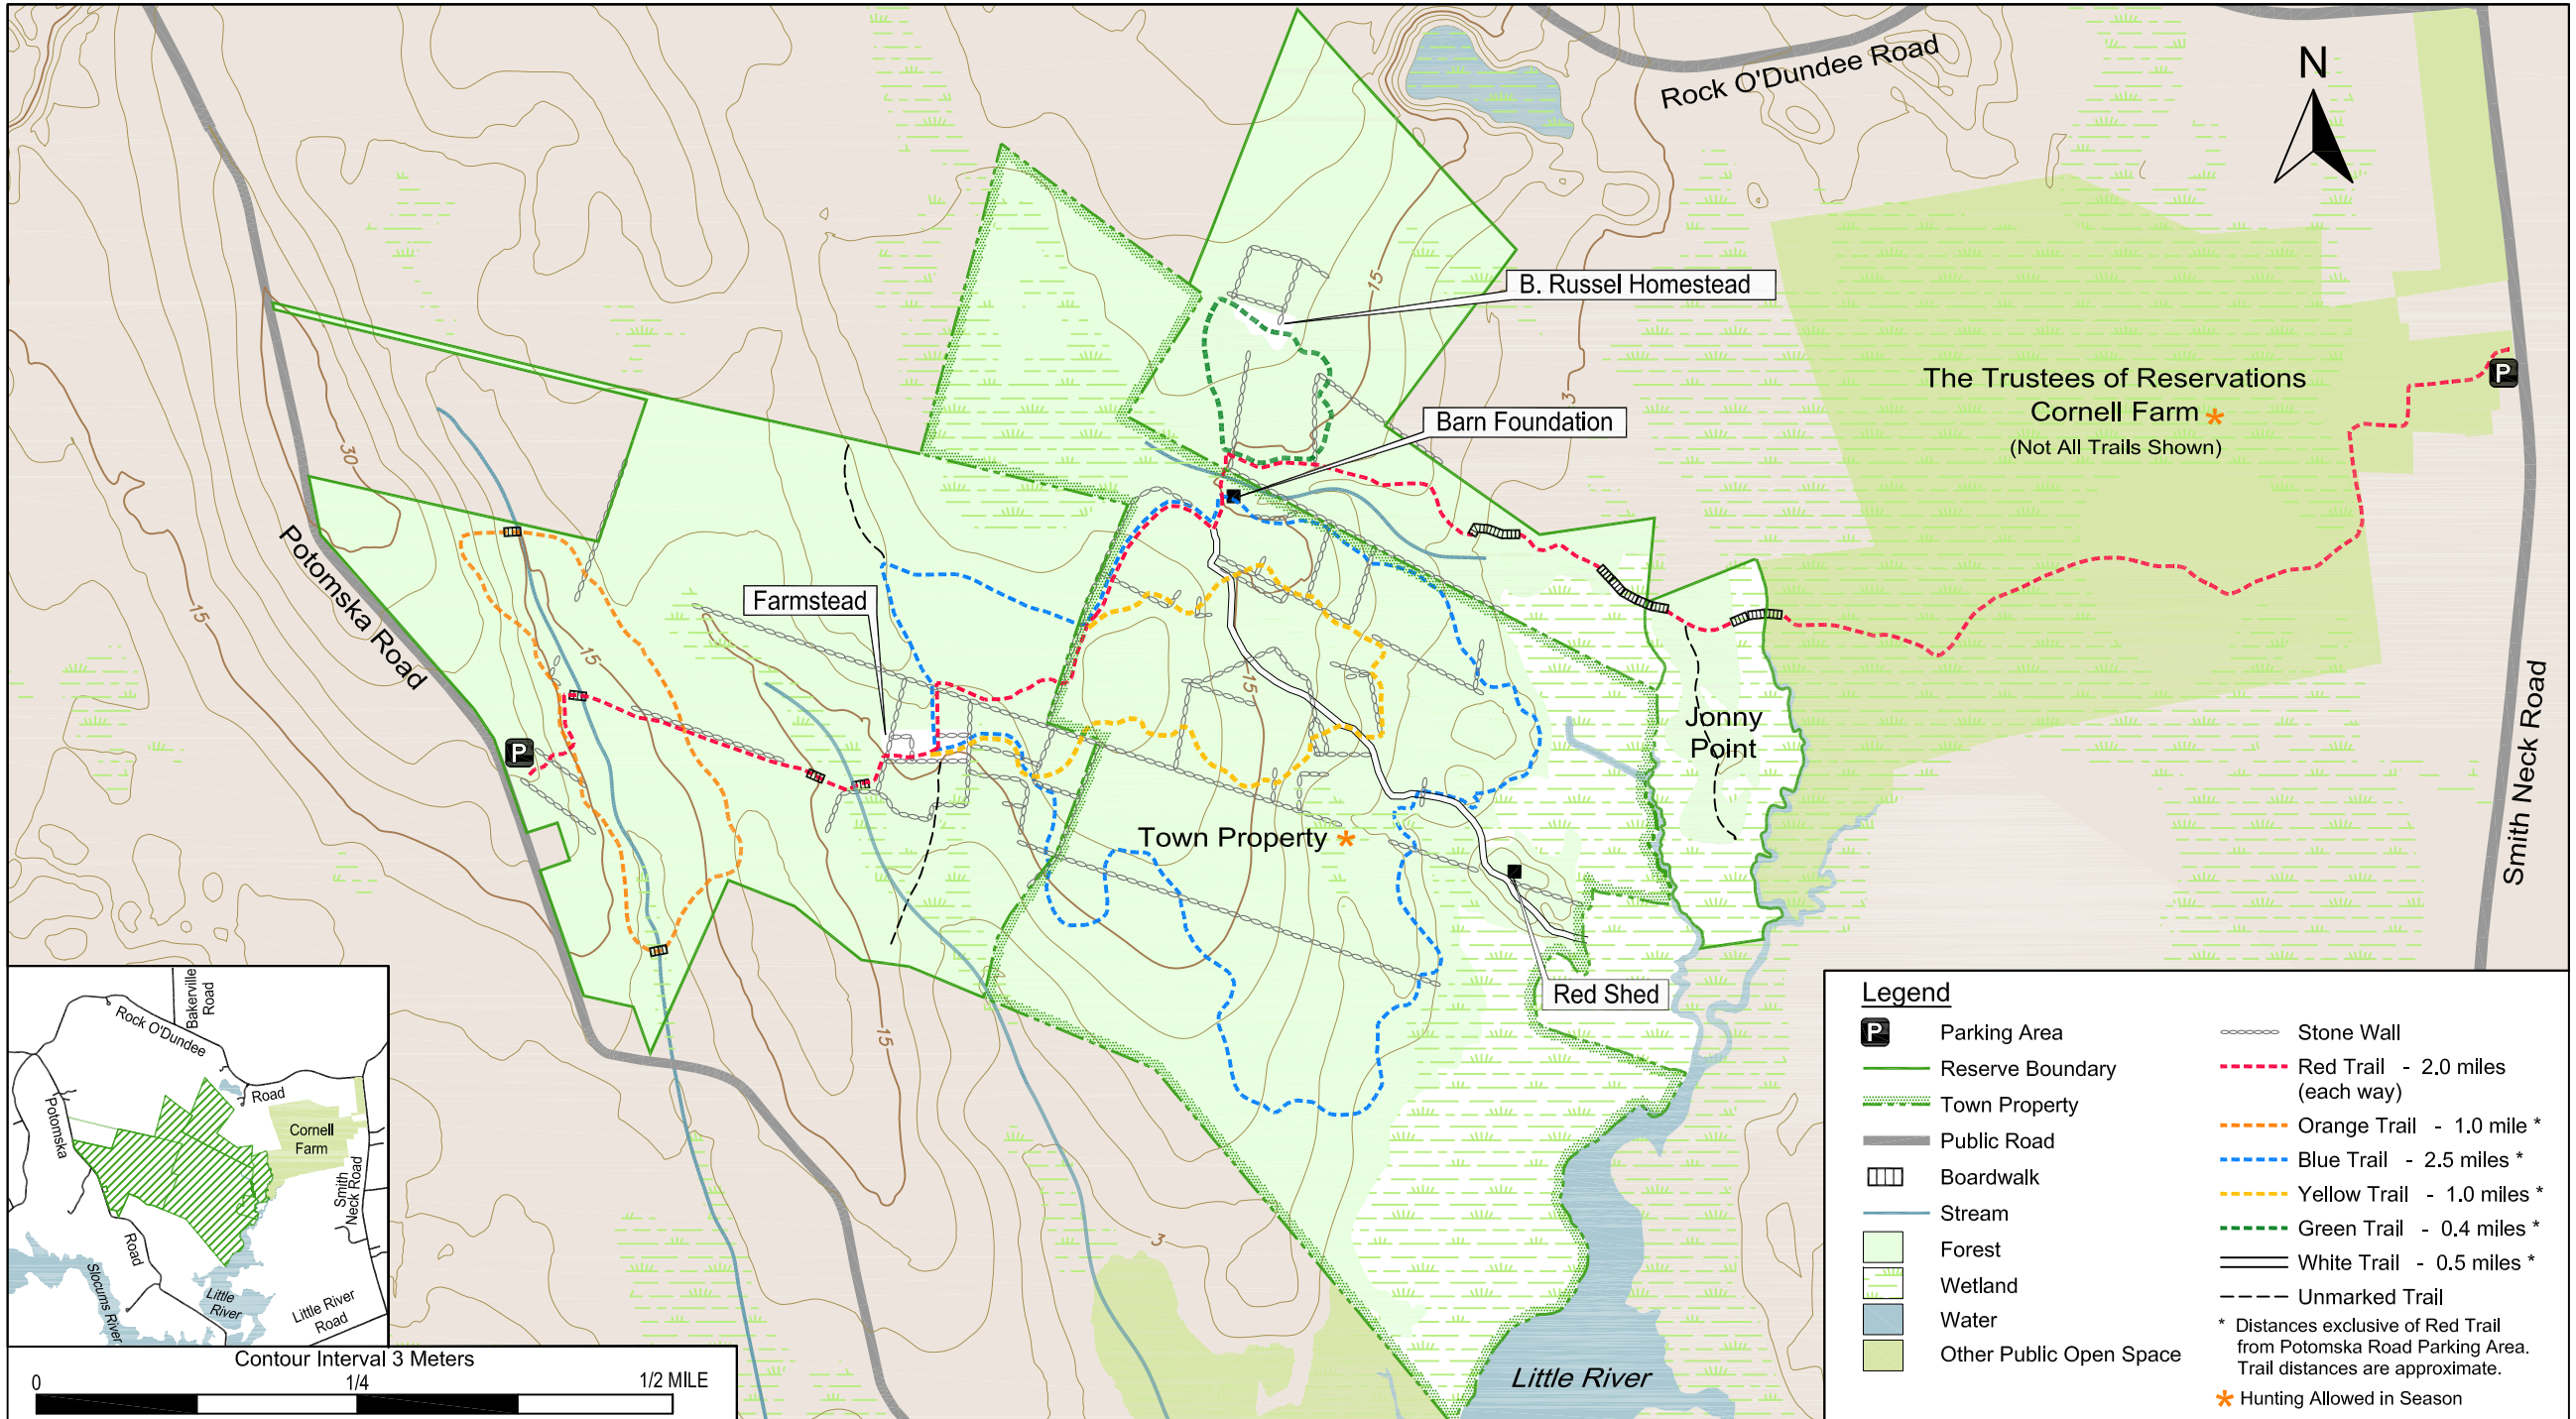 Rock O'Dundee Road
N
15
B. Russel Homestead
3
The Trustees of Reservations
Cornell Farm *
(Not All Trails Shown)
P
Barn Foundation
30
15
Potomska Road
Farmstead
15
15
P
Jonny
Point
Town Property *
Smith Neck Road
Red Shed
15
3
Little River
Bakerville
Road
Rock O'Dundee
Road
Potomska
Cornell
Farm
Smith
Neck Road
Road
Slocums River
Little
River
Little River
Road
Contour Interval 3 Meters
0 1/4 1/2 MILE
Legend
P Parking Area
Reserve Boundary
Town Property
Public Road
Boardwalk
Stream
Forest
Wetland
Water
Other Public Open Space
Stone Wall
Red Trail - 2.0 miles
(each way)
Orange Trail - 1.0 mile *
Blue Trail - 2.5 miles *
Yellow Trail - 1.0 miles *
Green Trail - 0.4 miles *
White Trail - 0.5 miles *
Unmarked Trail
* Distances exclusive of Red Trail
from Potomska Road Parking Area.
Trail distances are approximate.
* Hunting Allowed in Season